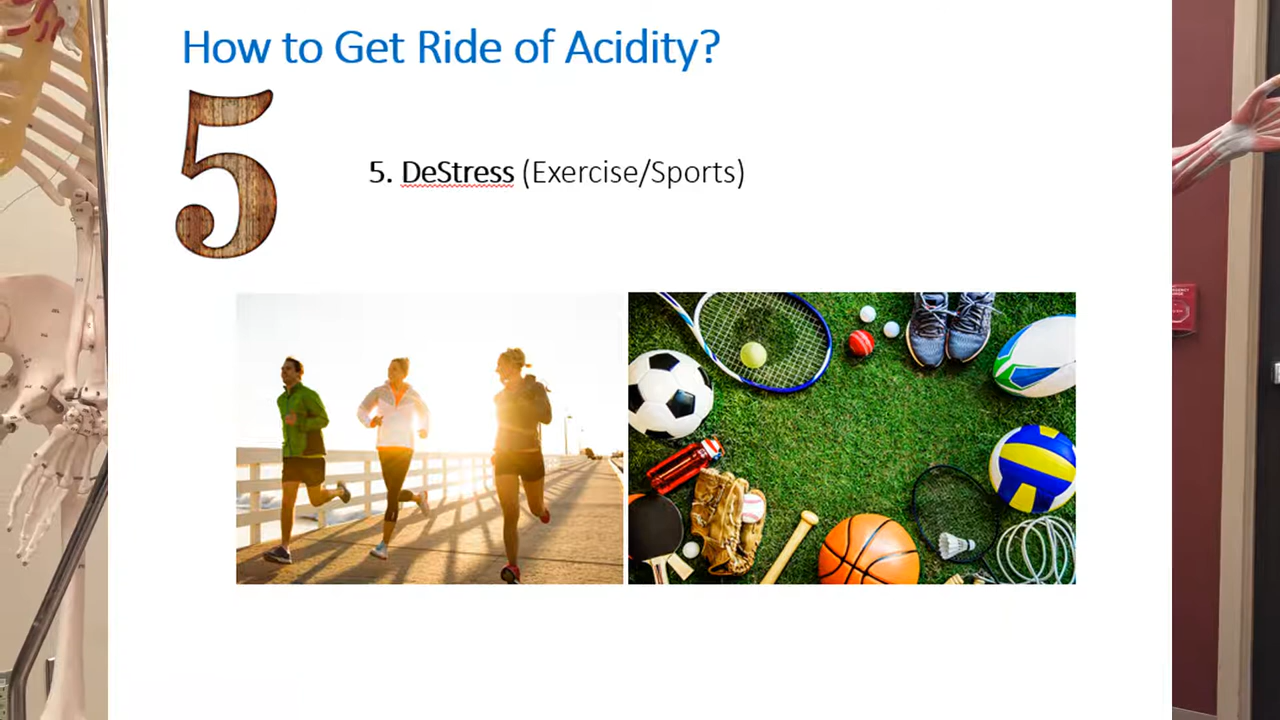 How to Get Ride of Acidity?
5
5. DeStress (Exercise/Sports)